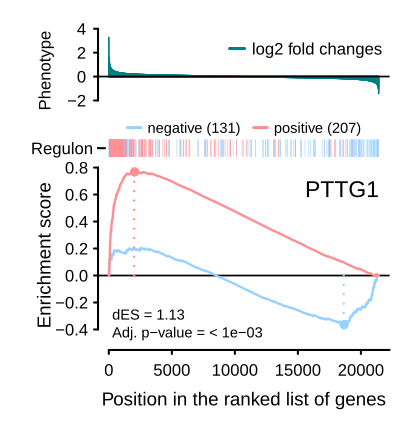 Phenotype
4
2
0
−2
log2 fold changes
negative (131) positive (207)
Regulon
Enrichment score
0.8
0.6
0.4
0.2
0.0
−0.2
−0.4
PTTG1
dES = 1.13
Adj. p−value = < 1e−03
0 5000 10000 15000 20000
Position in the ranked list of genes